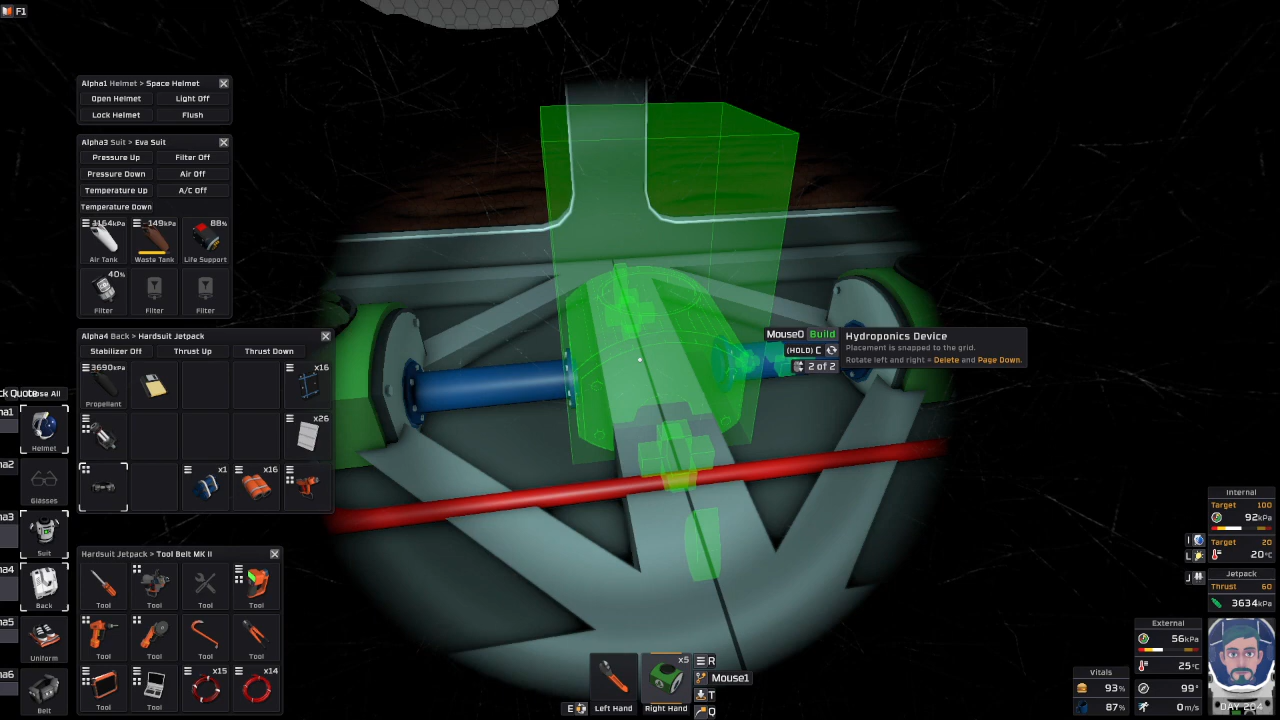 F1
Alpha1 Helmet > Space Helmet
Open Helmet Light Off
Lock Helmet Flush
Alpha3 Suit > Eva Suit
Pressure Up Filter Off
Pressure Down Air Off
Temperature Up A/C Off
Temperature Down
1164kPa -149kPa 88%
Air Tank Waste Tank Life Support
40%
Filter Filter Filter
Alpha4 Back > Hardsuit Jetpack
Stabilizer Off Thrust Up Thrust Down
3690kPa x16
Propellant
x26
x1 x16
Hardsuit Jetpack > Tool Belt MK II
Tool Tool Tool Tool
Tool Tool Tool Tool
x15 x14
Tool Tool Tool Tool
Helmet
Glasses
Suit
Back
Uniform
Belt
Mouse0 Build
(HOLD) C
2 of 2
Hydroponics Device
Placement is snapped to the grid.
Rotate left and right = Delete and Page Down.
x5 R
Mouse1
T
E Left Hand Right Hand Q
Internal
Target 100
92kPa
Target 20
20°C
I
L
J
Jetpack
Thrust 60
3634kPa
External
56kPa
25°C
99°
0m/s
Vitals
93%
87%
DAY 204